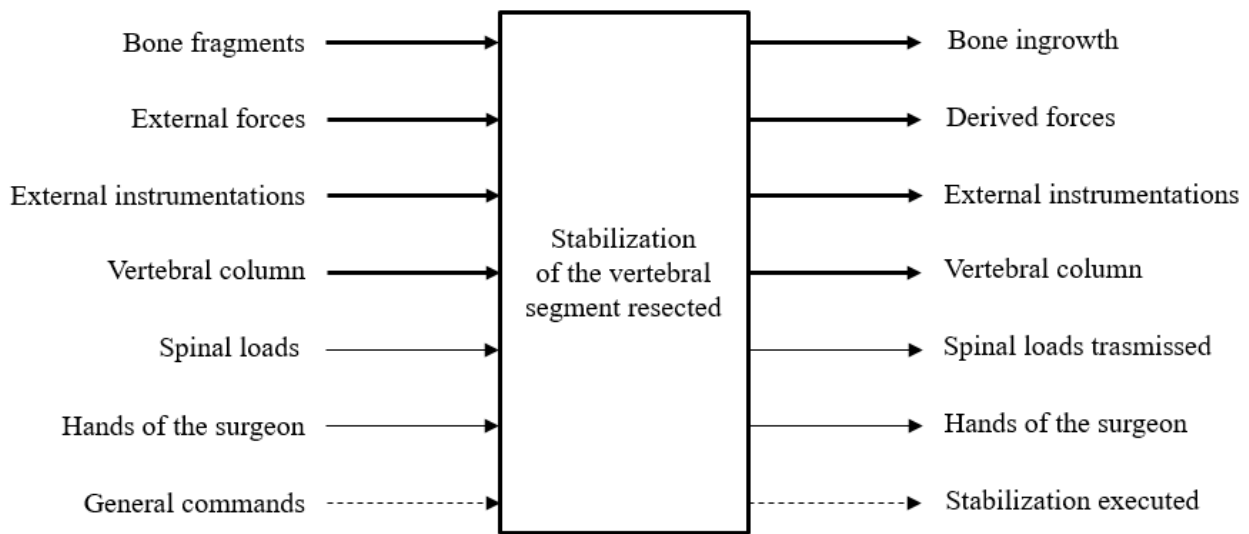 Bone fragments
External forces
External instrumentations
Vertebral column
Spinal loads
Hands of the surgeon
General commands
Stabilization
of the vertebral
segment resected
Bone ingrowth
Derived forces
External instrumentations
Vertebral column
Spinal loads trasmissed
Hands of the surgeon
Stabilization executed